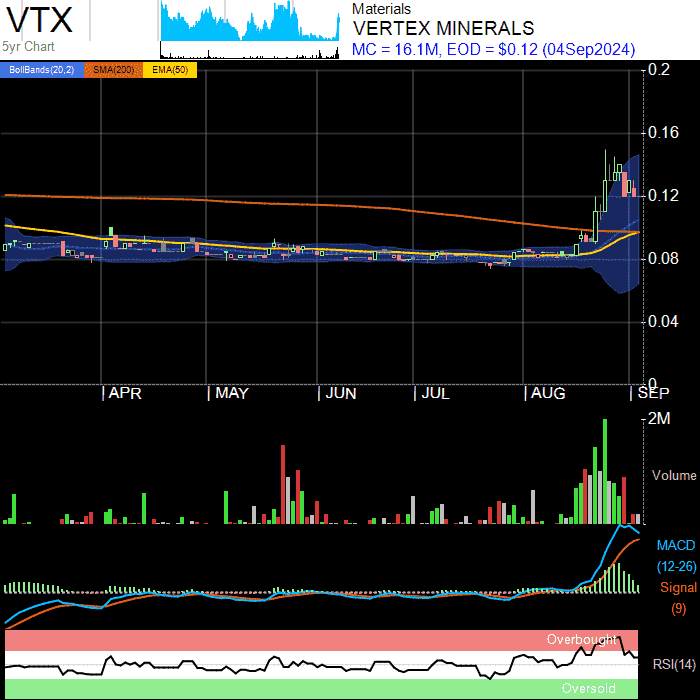 VTX
5yr Chart
Materials
VERTEX MINERALS
MC = 16.1M, EOD = $0.12 (04Sep2024)
BollBands(20,2) SMA(200) EMA(50)
0.2
0.16
0.12
0.08
0.04
0
APR MAY JUN JUL AUG SEP
2M
Volume
MACD
(12-26)
Signal
(9)
Overbought
RSI(14)
Oversold